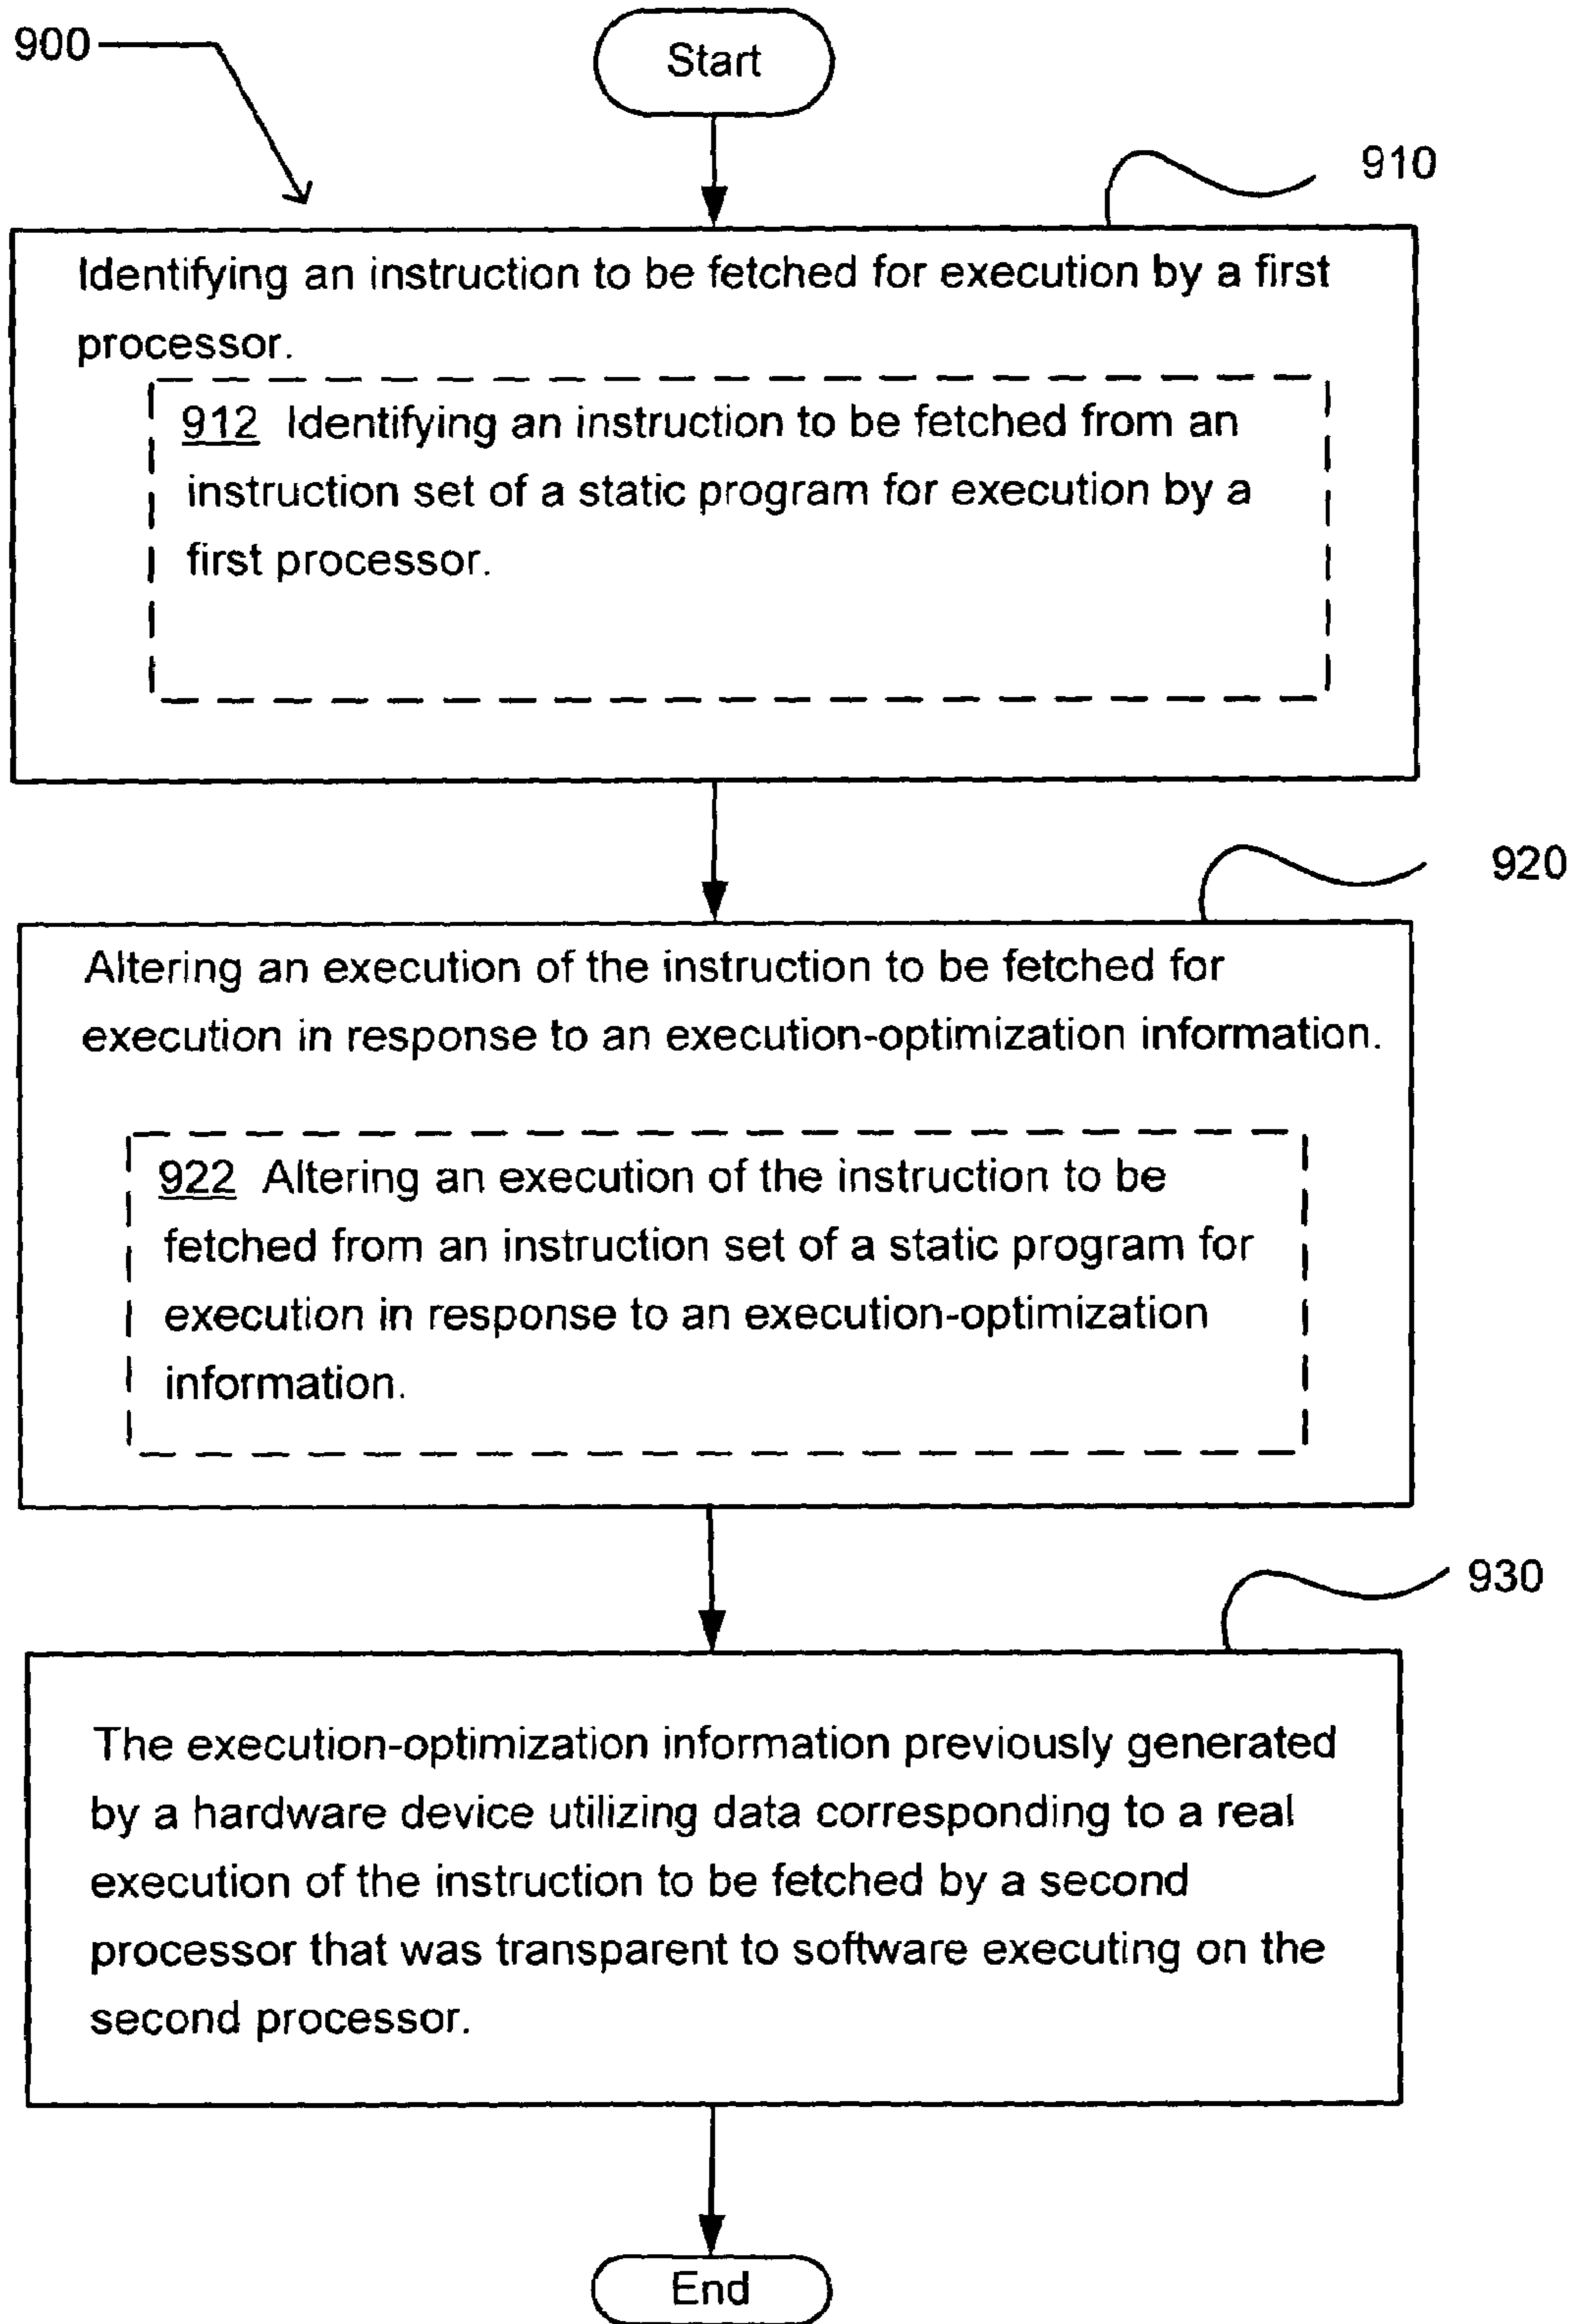 900
Start
910
Identifying an instruction to be fetched for execution by a first
processor.
912 Identifying an instruction to be fetched from an
instruction set of a static program for execution by a
first processor.
920
Altering an execution of the instruction to be fetched for
execution in response to an execution-optimization information.
922 Altering an execution of the instruction to be
fetched from an instruction set of a static program for
execution in response to an execution-optimization
information.
930
The execution-optimization information previously generated
by a hardware device utilizing data corresponding to a real
execution of the instruction to be fetched by a second
processor that was transparent to software executing on the
second processor.
End